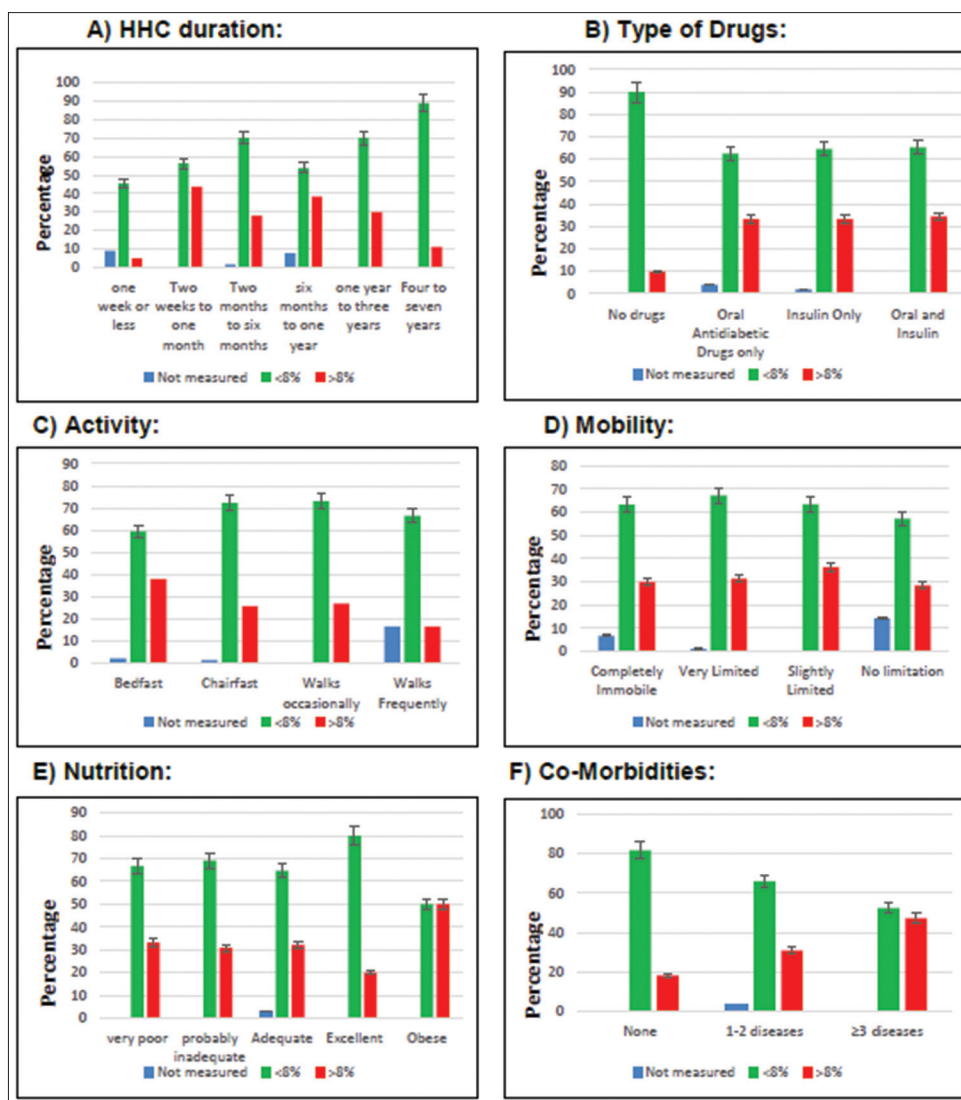 A) HHC duration:
100
90
80
70
60
50
40
30
20
10
0
Percentage
one week or less
Two weeks to one month
Two months to six months
six months to one year
one year to three years
Four to seven years
Not measured <8% >8%
B) Type of Drugs:
100
90
80
70
60
50
40
30
20
10
0
Percentage
No drugs
Oral Antidiabetic Drugs only
Insulin Only
Oral and Insulin
Not measured <8% >8%
C) Activity:
90
80
70
60
50
40
30
20
10
0
Percentage
Bedfast
Chairfast
Walks occasionally
Walks Frequently
Not measured <8% >8%
D) Mobility:
80
70
60
50
40
30
20
10
0
Percentage
Completely Immobile
Very Limited
Slightly Limited
No limitation
Not measured <8% >8%
E) Nutrition:
90
80
70
60
50
40
30
20
10
0
Percentage
very poor
probably inadequate
Adequate
Excellent
Obese
Not measured <8% >8%
F) Co-Morbidities:
100
80
60
40
20
0
Percentage
None
1-2 diseases
≥3 diseases
Not measured <8% >8%